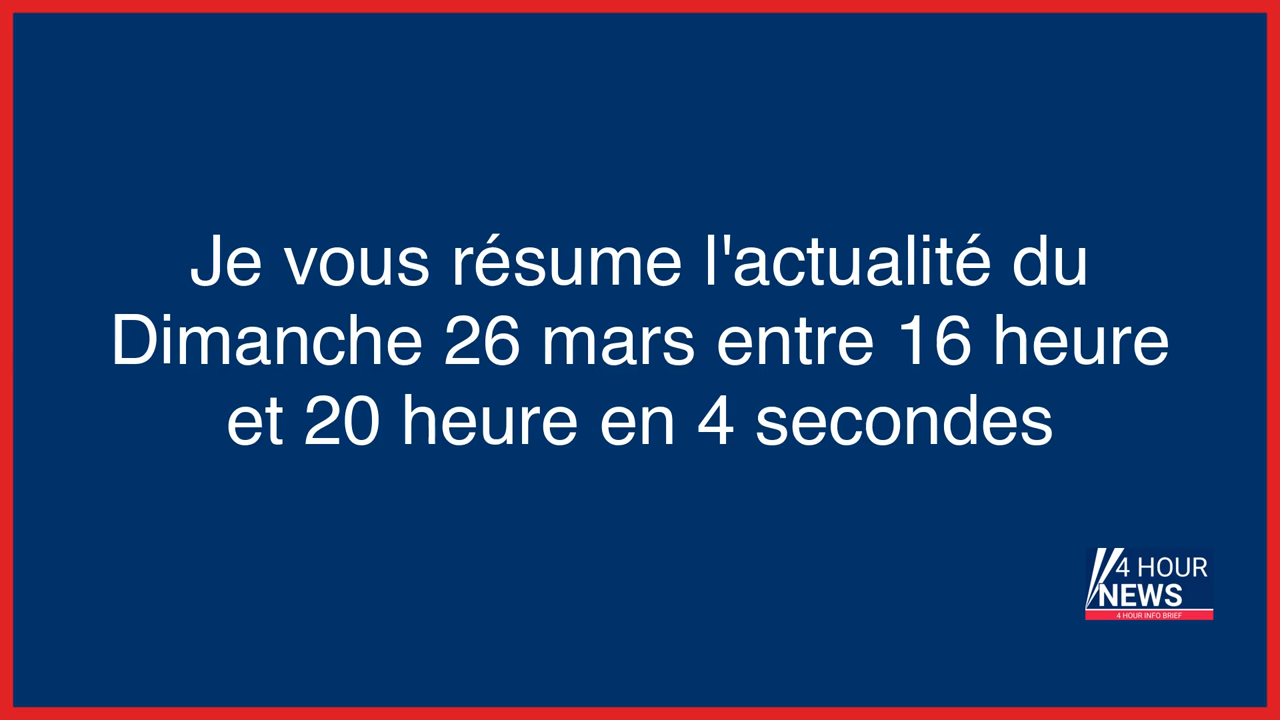 Je vous résume l'actualité du
Dimanche 26 mars entre 16 heure
et 20 heure en 4 secondes
4 HOUR
NEWS
4 HOUR INFO BRIEF